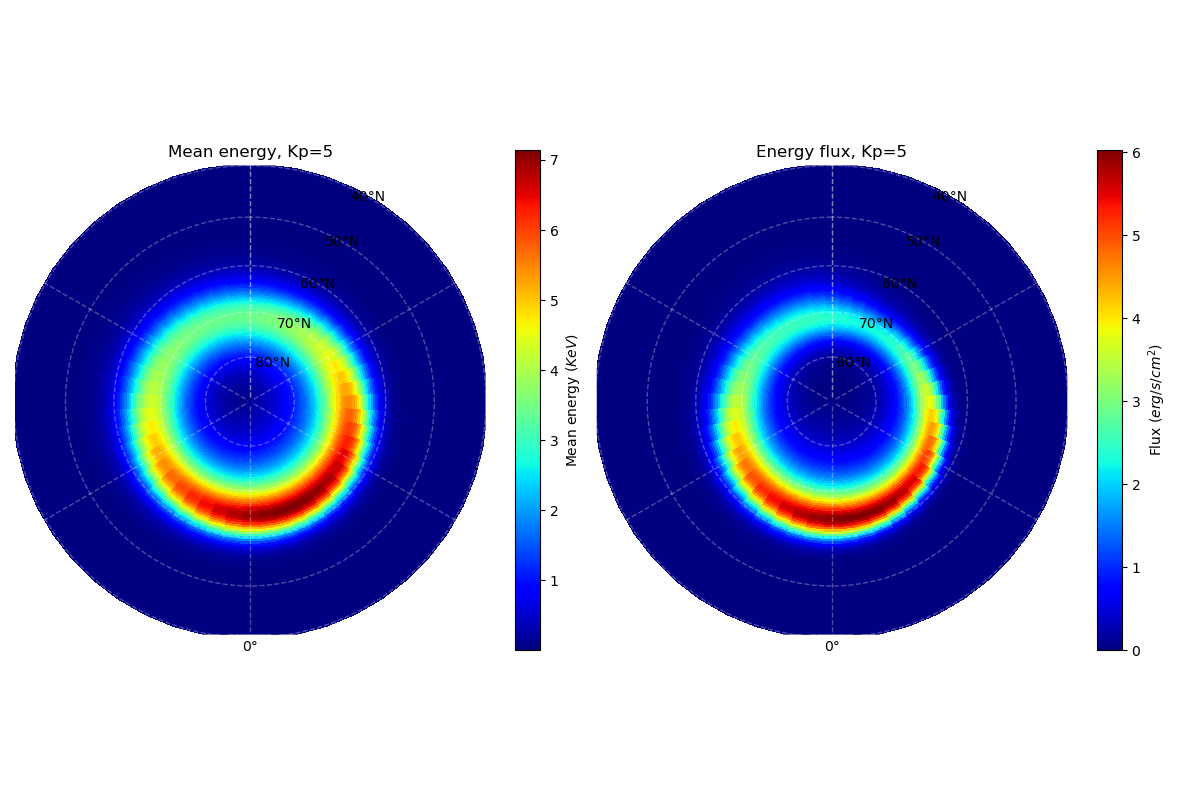 Mean energy, Kp=5
40°N
50°N
60°N
70°N
80°N
0°
7
6
5
4
3
2
1
Mean energy (KeV)
Energy flux, Kp=5
40°N
50°N
60°N
70°N
80°N
0°
6
5
4
3
2
1
0
Flux (erg/s/cm²)